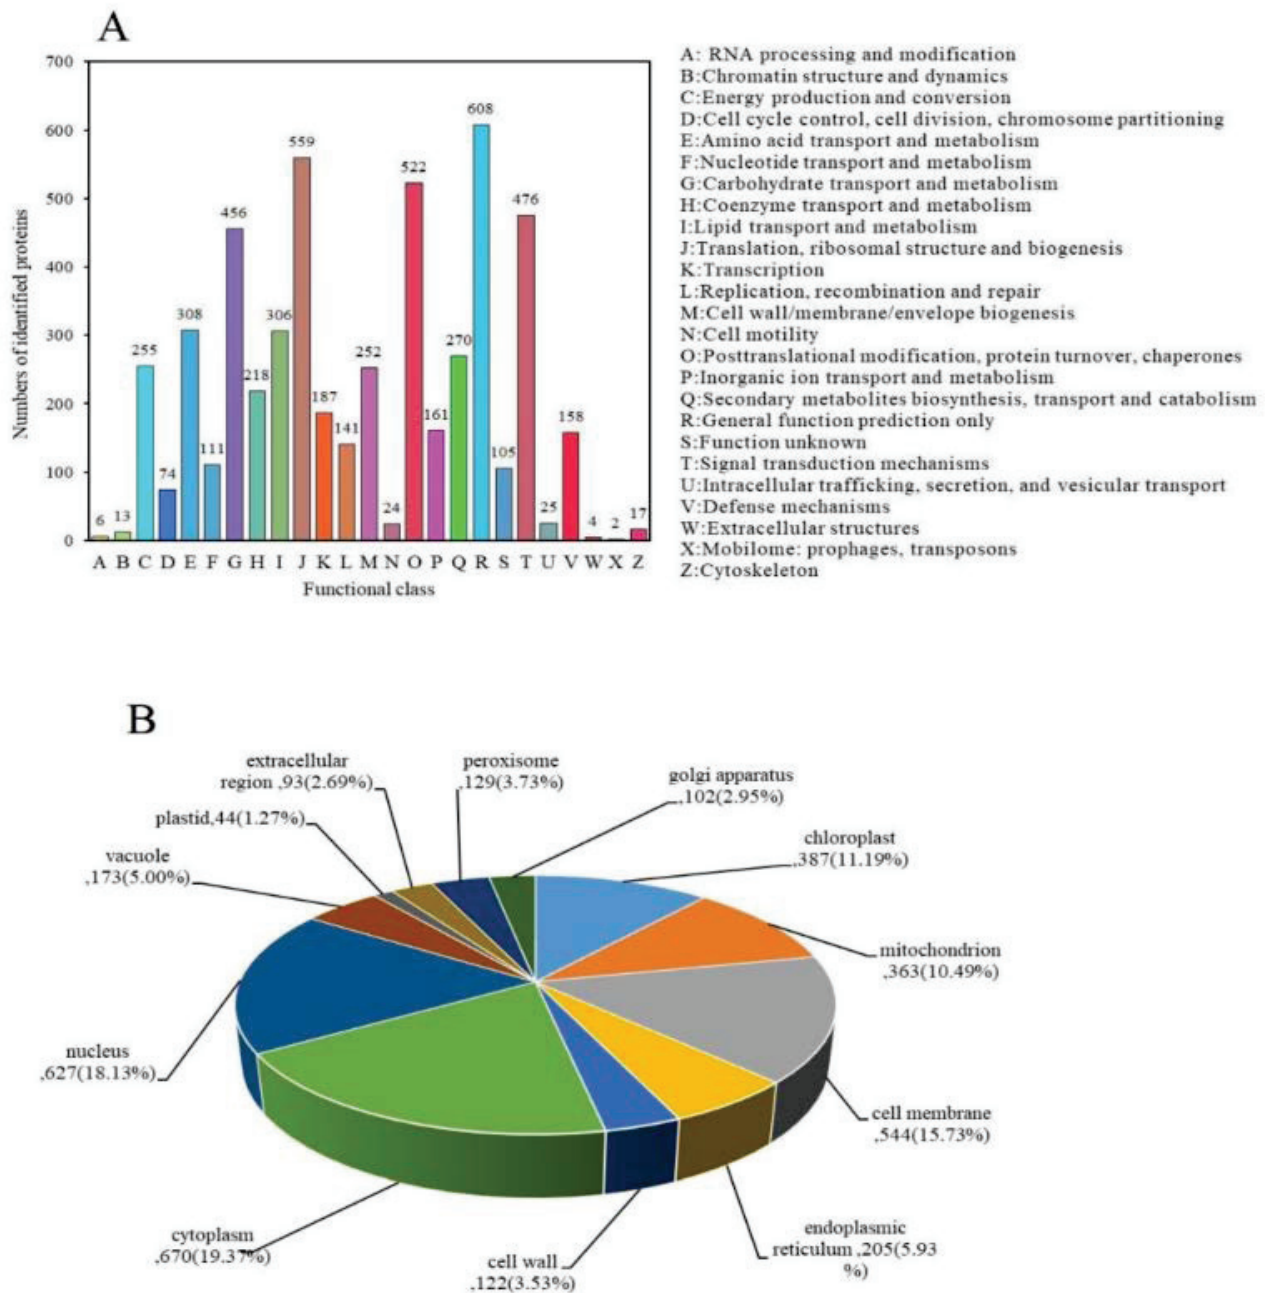 A
700
600
500
400
300
200
100
0
Numbers of identified proteins
6 13 255 74 308 111 456 218 306 559 187 141 252 24 522 161 270 608 105 476 25 158 4 2 17
A B C D E F G H I J K L M N O P Q R S T U V W X Z
Functional class
A: RNA processing and modification
B:Chromatin structure and dynamics
C:Energy production and conversion
D:Cell cycle control, cell division, chromosome partitioning
E:Amino acid transport and metabolism
F:Nucleotide transport and metabolism
G:Carbohydrate transport and metabolism
H:Coenzyme transport and metabolism
I:Lipid transport and metabolism
J:Translation, ribosomal structure and biogenesis
K:Transcription
L:Replication, recombination and repair
M:Cell wall/membrane/envelope biogenesis
N:Cell motility
O:Posttranslational modification, protein turnover, chaperones
P:Inorganic ion transport and metabolism
Q:Secondary metabolites biosynthesis, transport and catabolism
R:General function prediction only
S:Function unknown
T:Signal transduction mechanisms
U:Intracellular trafficking, secretion, and vesicular transport
V:Defense mechanisms
W:Extracellular structures
X:Mobilome: prophages, transposons
Z:Cytoskeleton
B
extracellular
region ,93(2.69%)
peroxisome
,129(3.73%)
golgi apparatus
,102(2.95%)
plastid,44(1.27%)
chloroplast
,387(11.19%)
vacuole
,173(5.00%)
mitochondrion
,363(10.49%)
nucleus
,627(18.13%)
cell membrane
,544(15.73%)
cytoplasm
,670(19.37%)
cell wall
,122(3.53%)
endoplasmic
reticulum ,205(5.93
%)